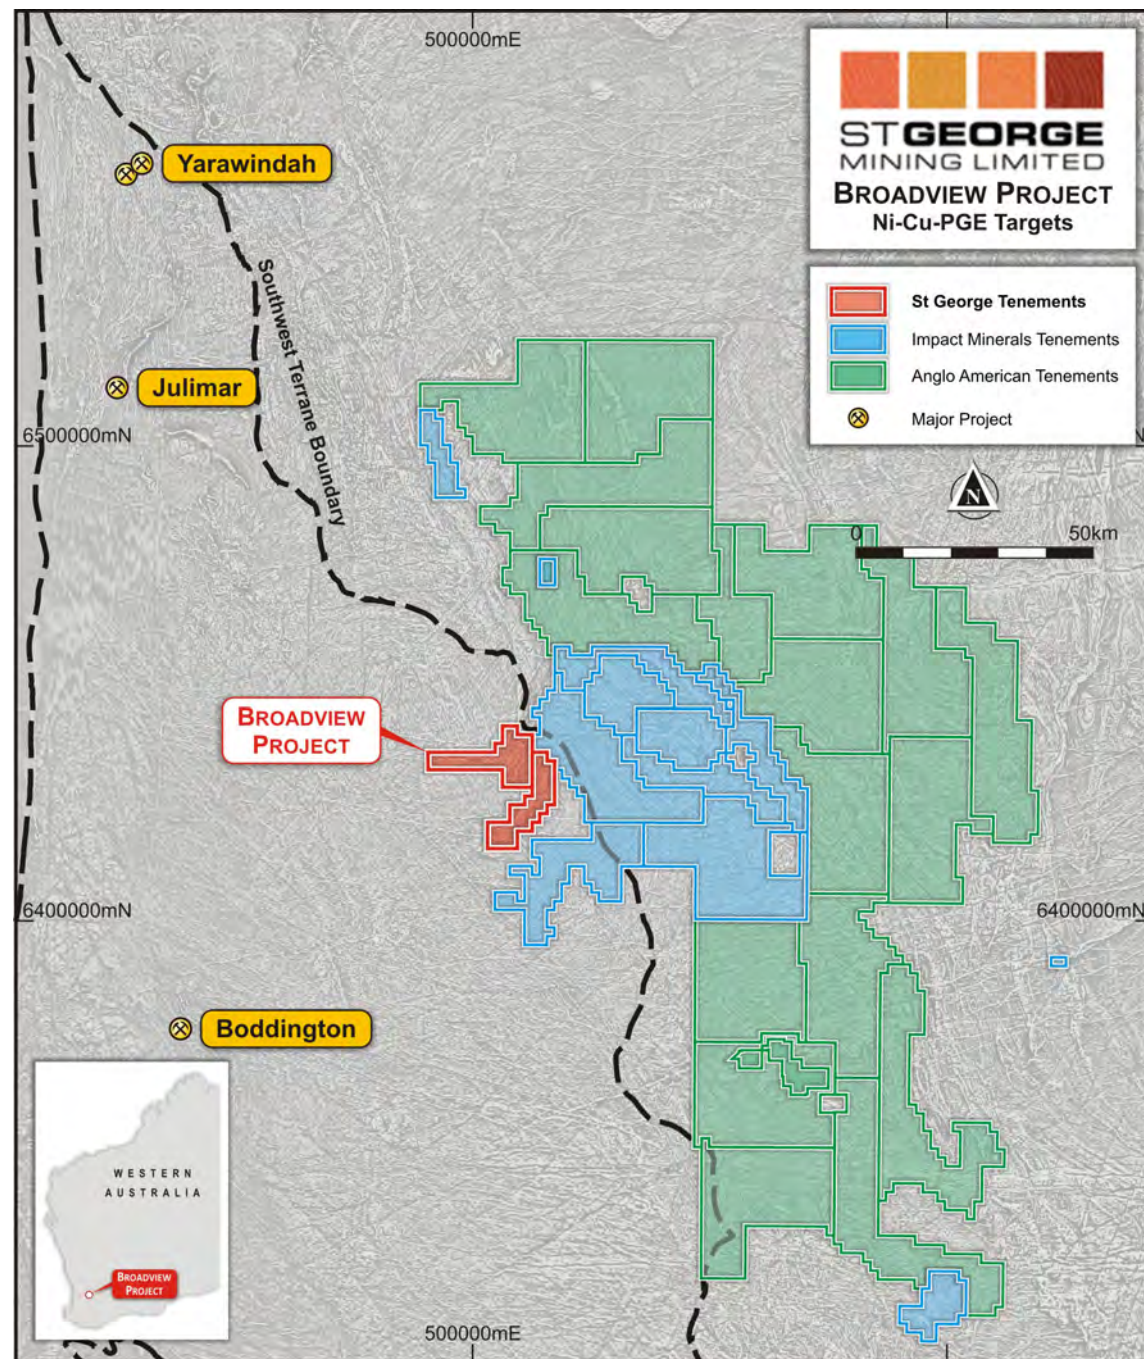 500000mE
STGEORGE
MINING LIMITED
BROADVIEW PROJECT
Ni-Cu-PGE Targets
Yarawindah
Southwest Terrane Boundary
St George Tenements
Impact Minerals Tenements
Anglo American Tenements
Major Project
Julimar
6500000mN
N
N
0
50km
BROADVIEW
PROJECT
6400000mN
6400000mN
Boddington
WESTERN
AUSTRALIA
BROADVIEW
PROJECT
500000mE